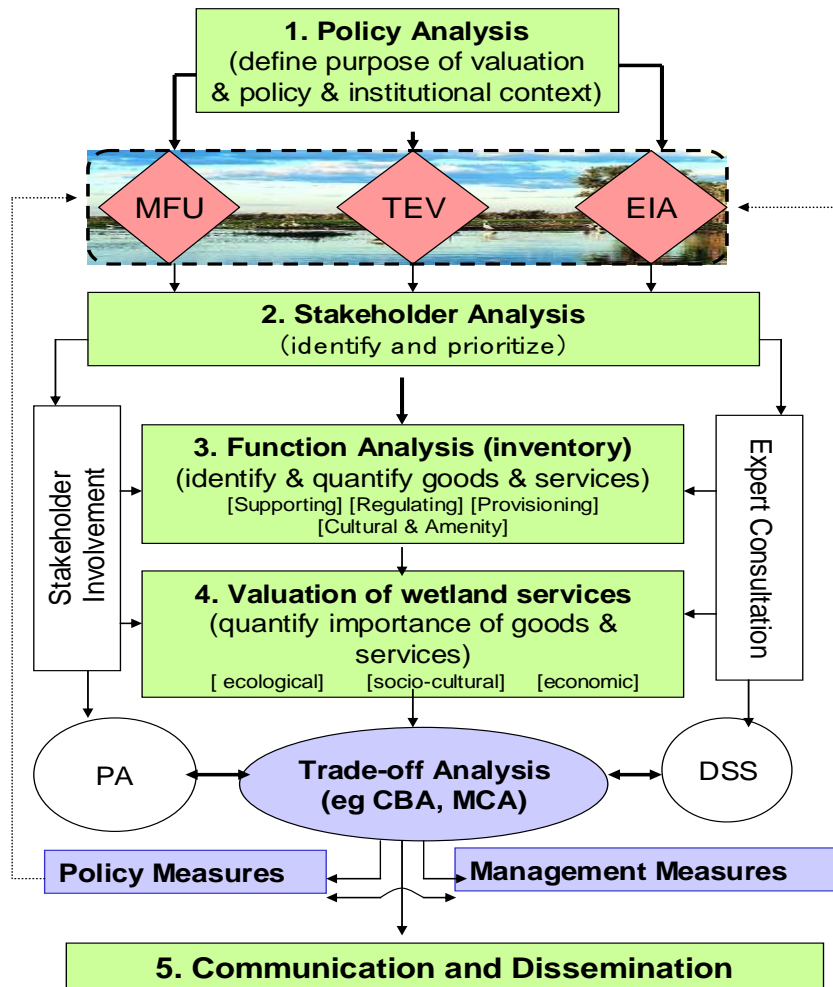 1. Policy Analysis
(define purpose of valuation
& policy & institutional context)
MFU
TEV
EIA
2. Stakeholder Analysis
(identify and prioritize)
Stakeholder
Involvement
3. Function Analysis (inventory)
(identify & quantify goods & services)
[Supporting] [Regulating] [Provisioning]
[Cultural & Amenity]
Expert Consultation
4. Valuation of wetland services
(quantify importance of goods &
services)
[ ecological] [socio-cultural] [economic]
PA
Trade-off Analysis
(eg CBA, MCA)
DSS
Policy Measures
Management Measures
5. Communication and Dissemination